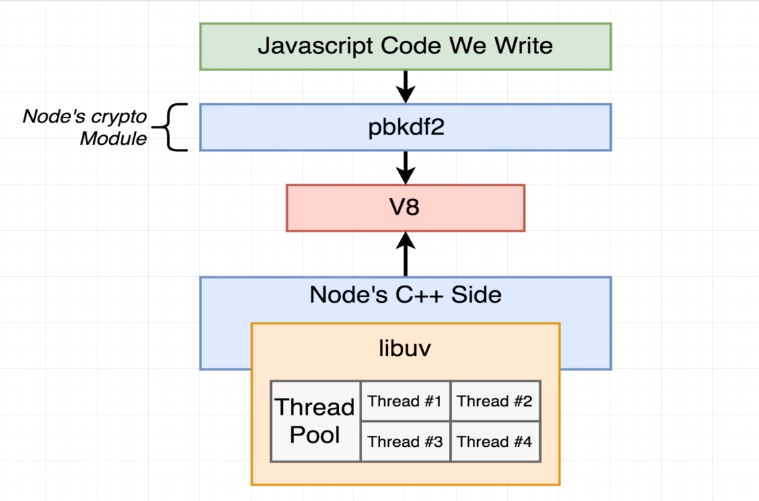 Javascript Code We Write
Node's crypto
Module
pbkdf2
V8
Node's C++ Side
libuv
Thread
Pool
Thread #1
Thread #2
Thread #3
Thread #4